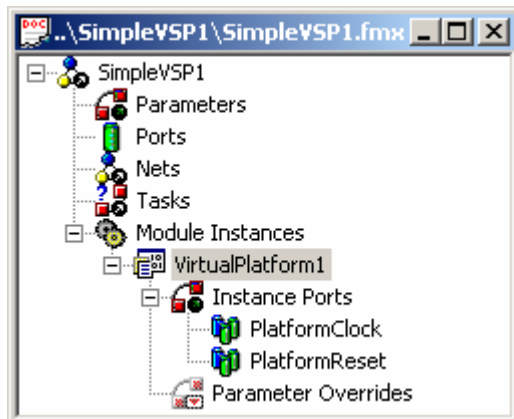 ..\SimpleVSP1\SimpleVSP1.fmx
SimpleVSP1
Parameters
Ports
Nets
Tasks
Module Instances
VirtualPlatform1
Instance Ports
PlatformClock
PlatformReset
Parameter Overrides